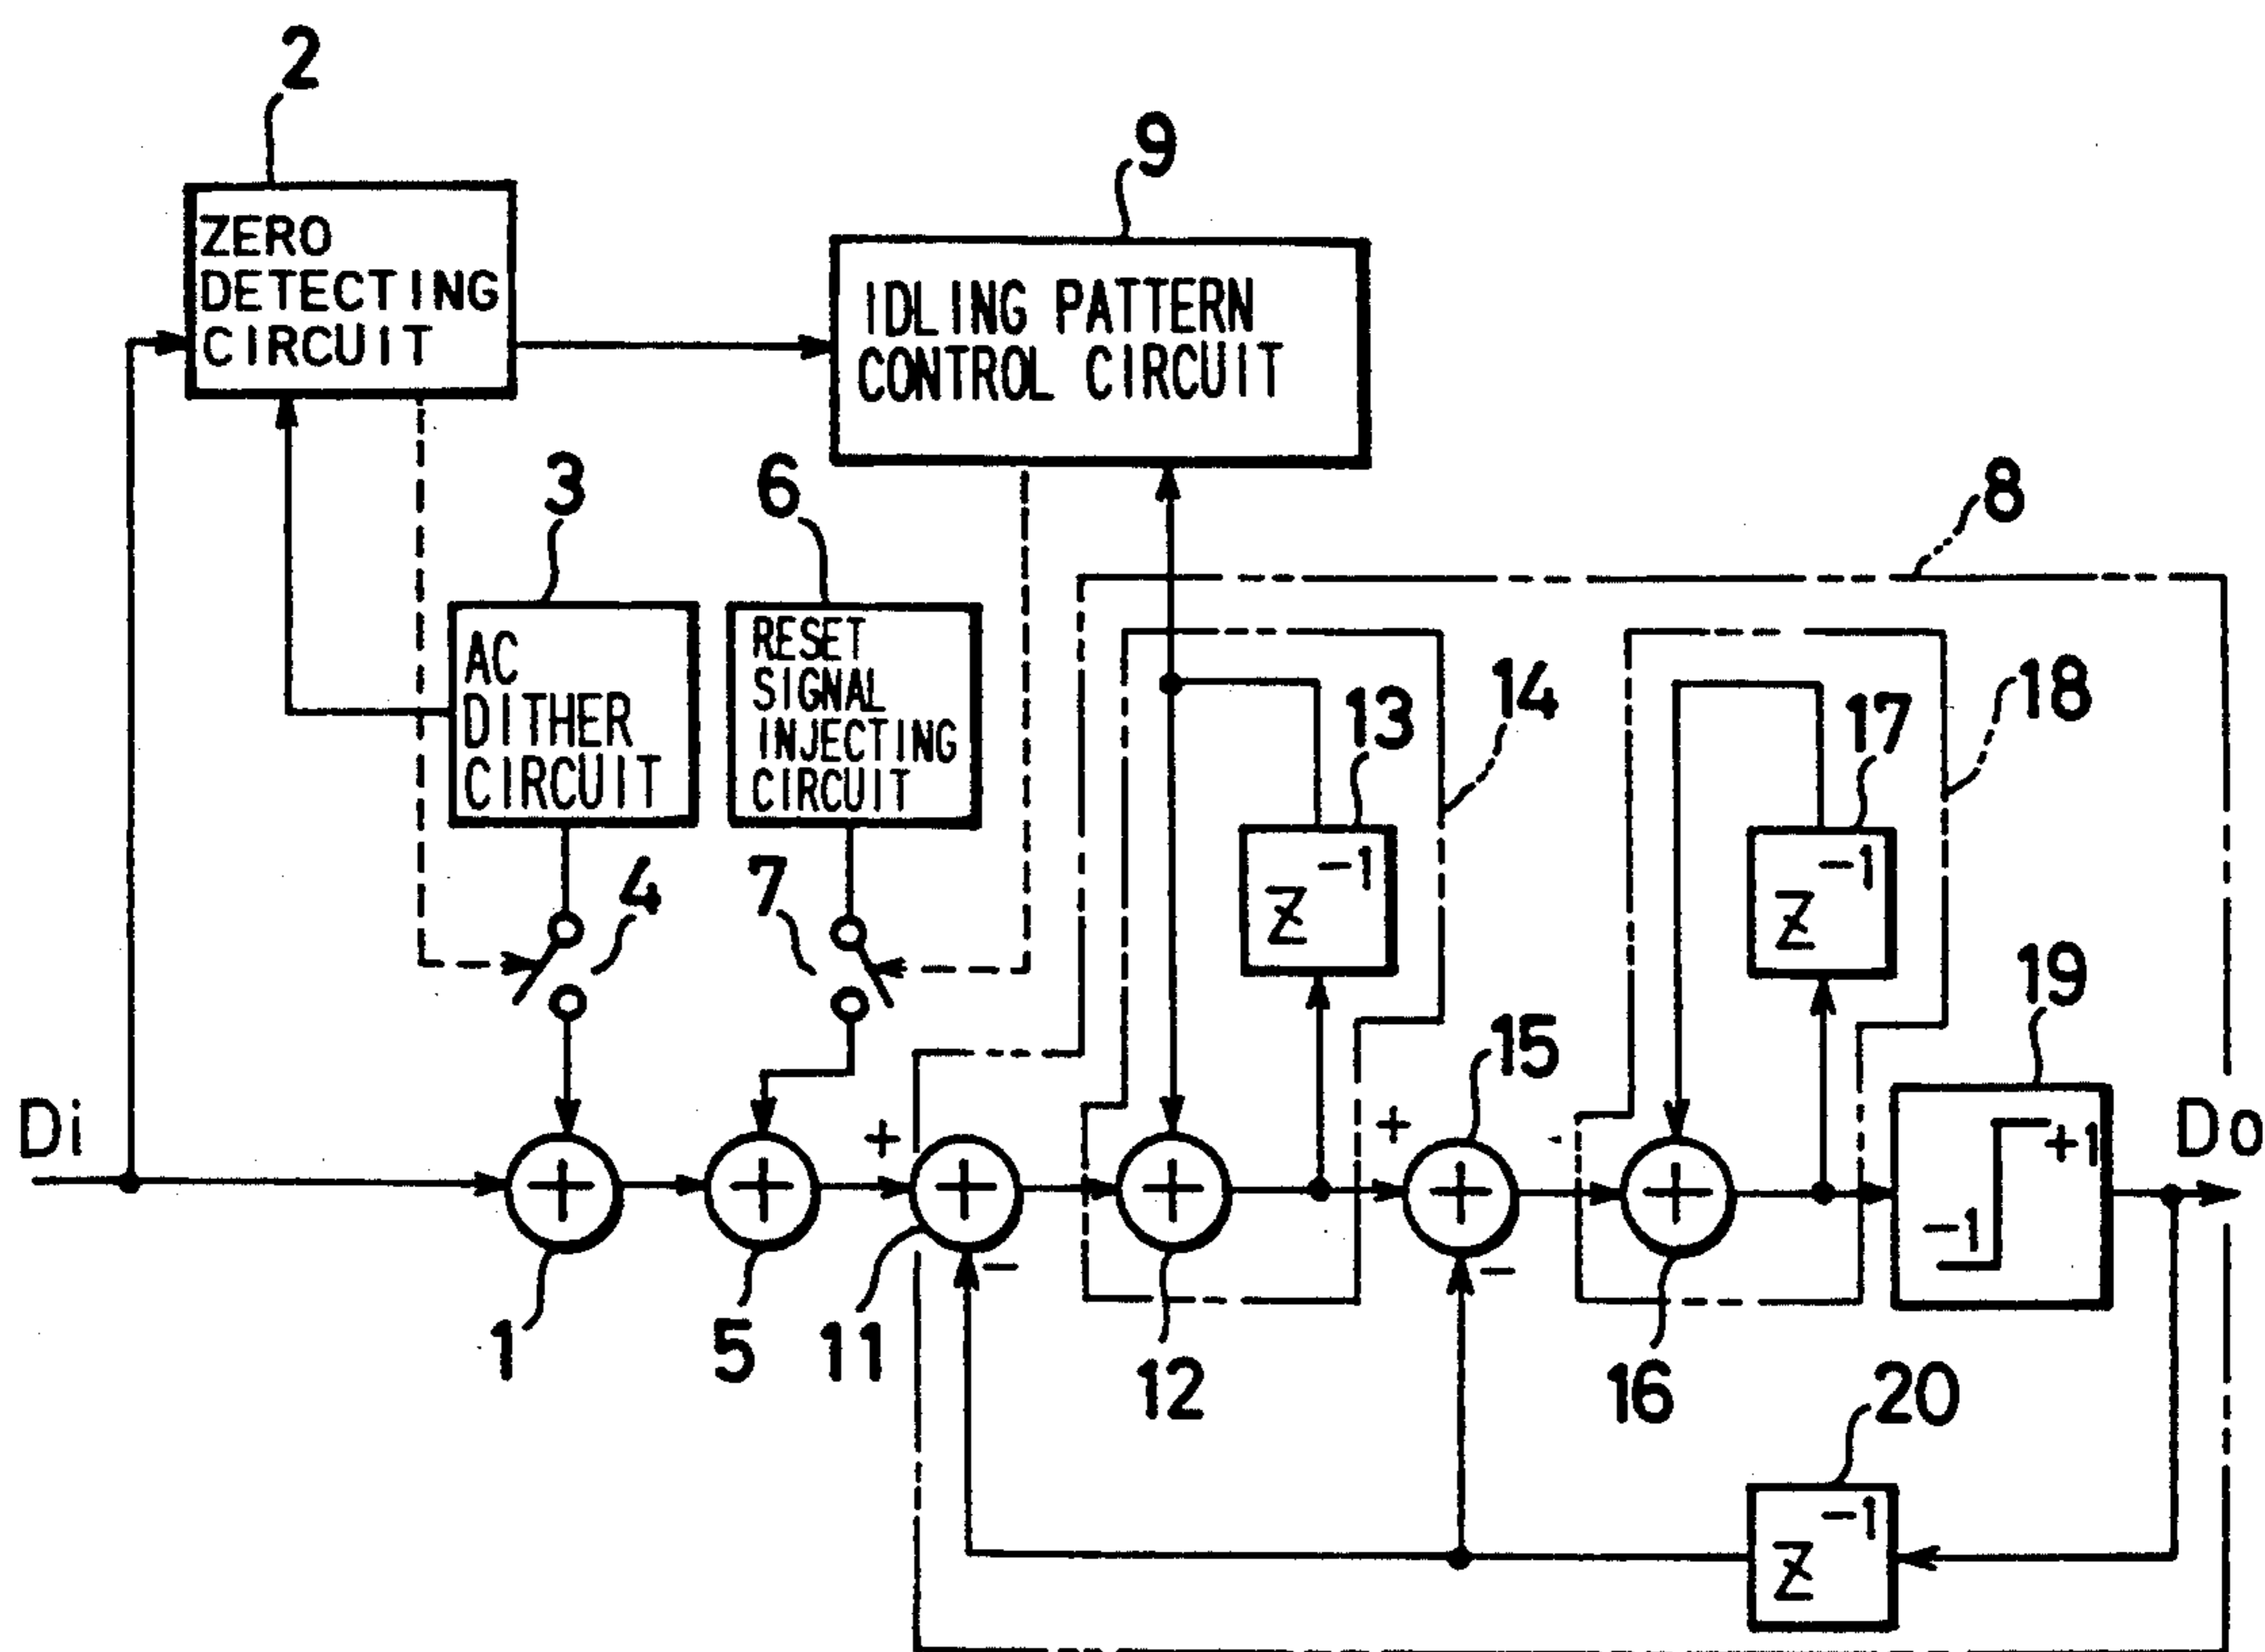 2
9
ZERO
DETECTING
CIRCUIT
IDLING PATTERN
CONTROL CIRCUIT
3
6
8
AC
DITHER
CIRCUIT
RESET
SIGNAL
INJECTING
CIRCUIT
13
14
17
18
4
7
Z⁻¹
Z⁻¹
19
15
Di
+
+
+
+
+
+
+
+
-1
+1
Do
−
−
1
5
11
12
16
20
Z⁻¹